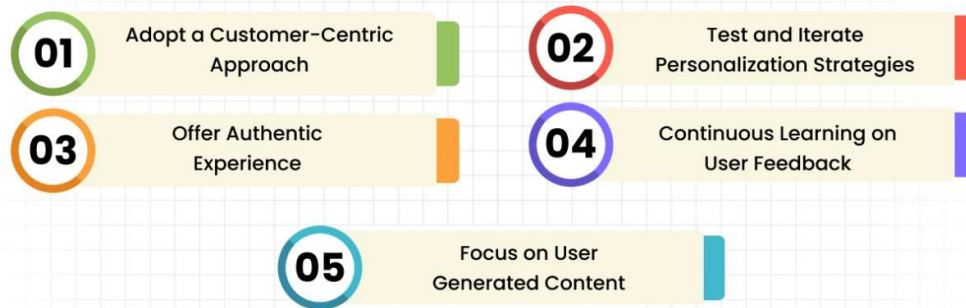 01
Adopt a Customer-Centric
Approach
02
Test and Iterate
Personalization Strategies
03
Offer Authentic
Experience
04
Continuous Learning on
User Feedback
05
Focus on User
Generated Content